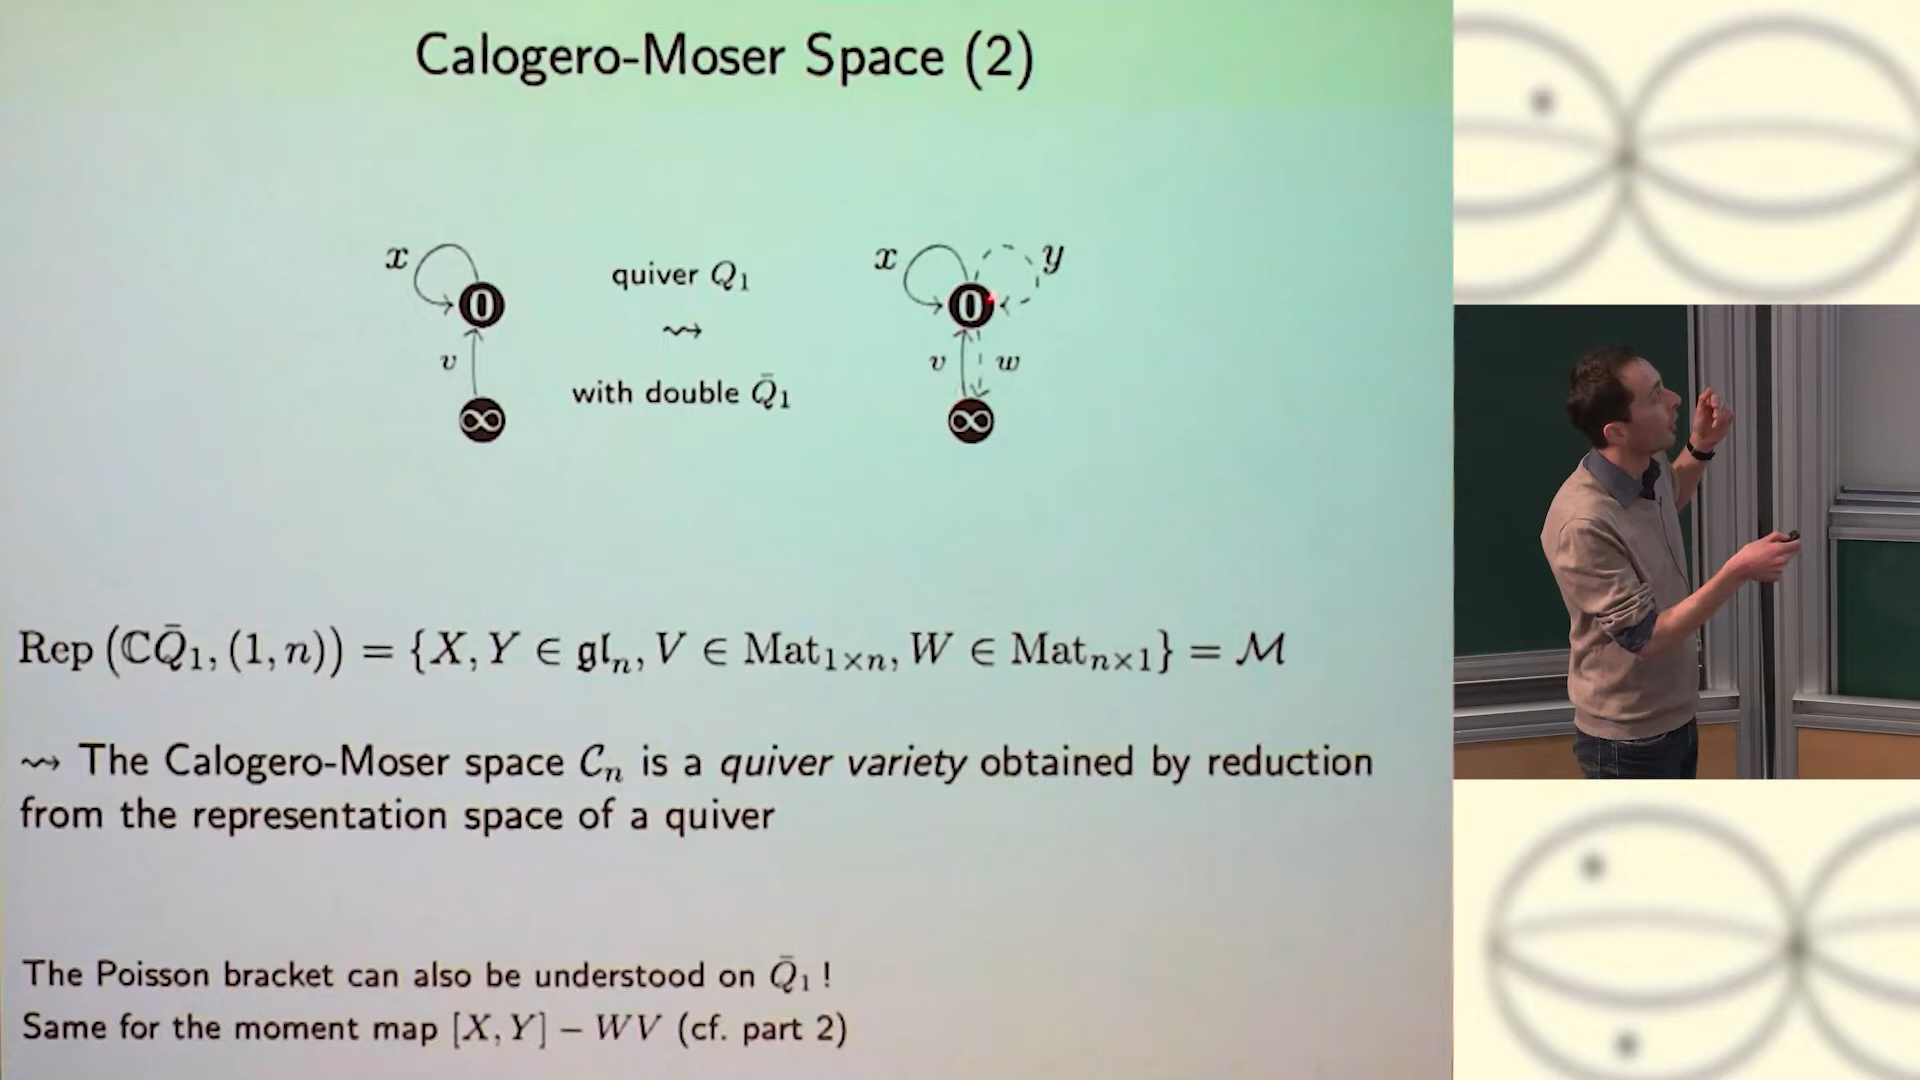 Calogero-Moser Space (2)
x
0
v
∞
quiver Q₁
⇝
with double Q̄₁
x
y
0
v
w
∞
Rep (ℂQ̄₁, (1, n)) = {X, Y ∈ 𝔤𝔩ₙ, V ∈ Mat₁ₓₙ, W ∈ Matₙₓ₁} = ℳ
⇝ The Calogero-Moser space 𝒞ₙ is a quiver variety obtained by reduction
from the representation space of a quiver
The Poisson bracket can also be understood on Q̄₁ !
Same for the moment map [X, Y] − WV (cf. part 2)